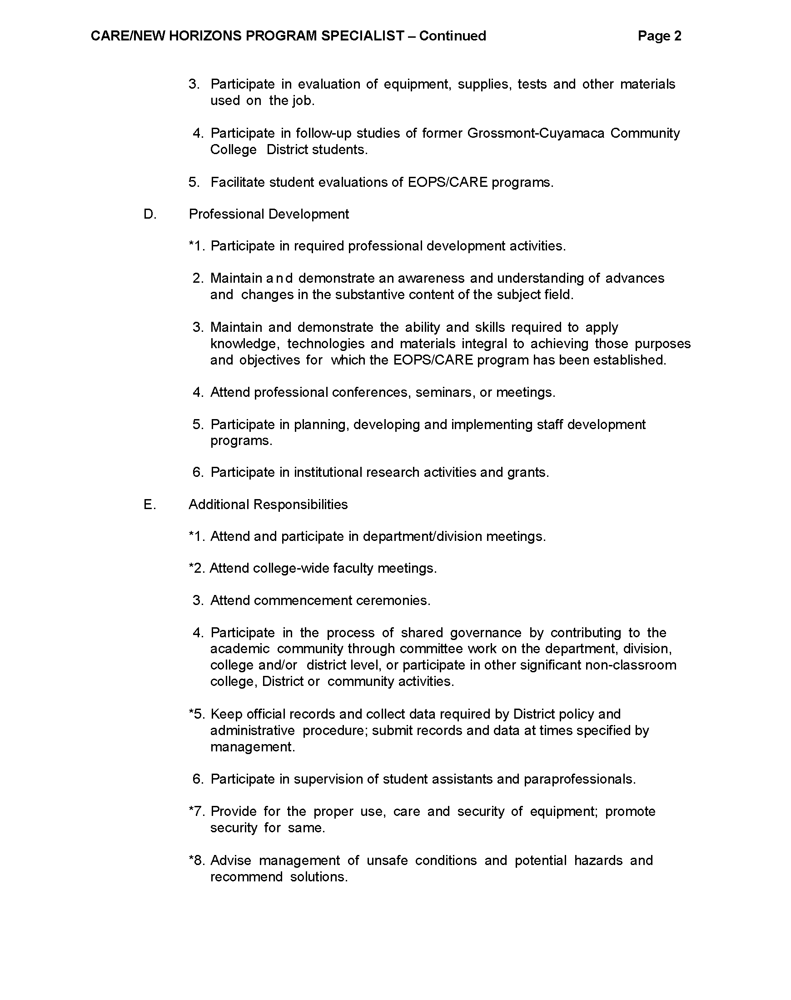 CARE/NEW HORIZONS PROGRAM SPECIALIST – Continued Page 2
3. Participate in evaluation of equipment, supplies, tests and other materials
used on the job.
4. Participate in follow-up studies of former Grossmont-Cuyamaca Community
College District students.
5. Facilitate student evaluations of EOPS/CARE programs.
D. Professional Development
*1. Participate in required professional development activities.
2. Maintain and demonstrate an awareness and understanding of advances
and changes in the substantive content of the subject field.
3. Maintain and demonstrate the ability and skills required to apply
knowledge, technologies and materials integral to achieving those purposes
and objectives for which the EOPS/CARE program has been established.
4. Attend professional conferences, seminars, or meetings.
5. Participate in planning, developing and implementing staff development
programs.
6. Participate in institutional research activities and grants.
E. Additional Responsibilities
*1. Attend and participate in department/division meetings.
*2. Attend college-wide faculty meetings.
3. Attend commencement ceremonies.
4. Participate in the process of shared governance by contributing to the
academic community through committee work on the department, division,
college and/or district level, or participate in other significant non-classroom
college, District or community activities.
*5. Keep official records and collect data required by District policy and
administrative procedure; submit records and data at times specified by
management.
6. Participate in supervision of student assistants and paraprofessionals.
*7. Provide for the proper use, care and security of equipment; promote
security for same.
*8. Advise management of unsafe conditions and potential hazards and
recommend solutions.